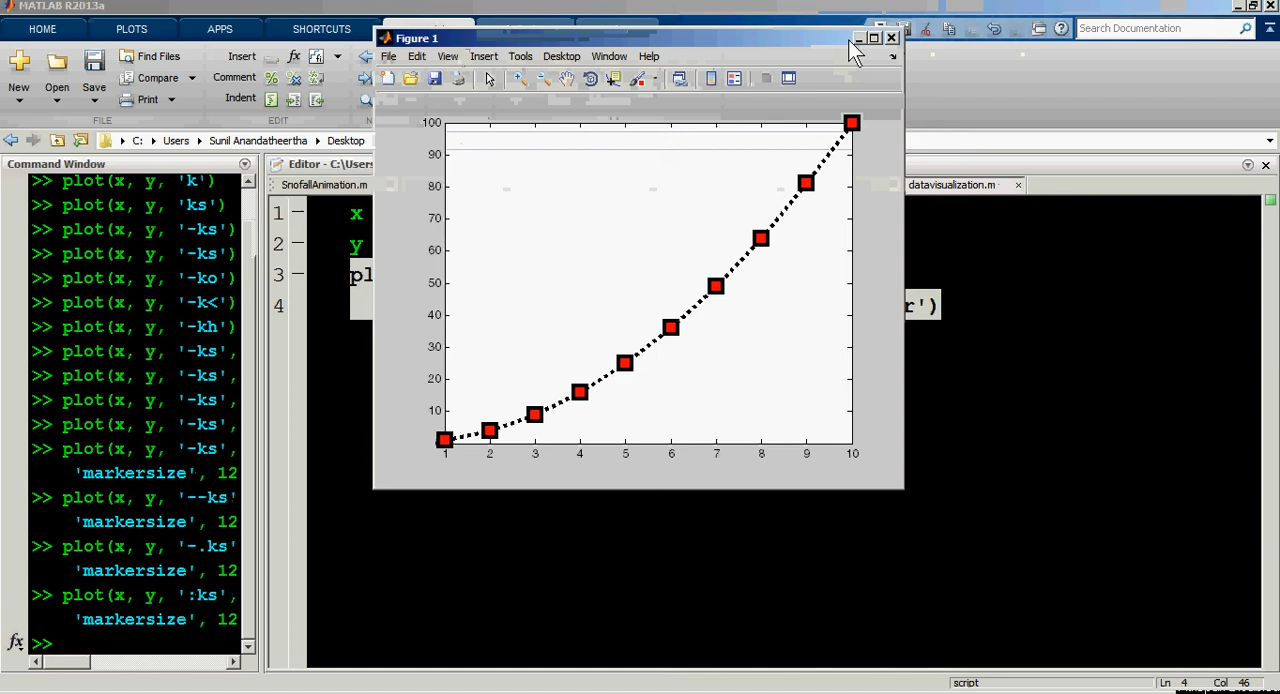 MATLAB R2013a
HOME PLOTS APPS SHORTCUTS
Search Documentation
Figure 1
File Edit View Insert Tools Desktop Window Help
New Open Save
Find Files
Compare
Print
Insert
Comment
Indent
FILE EDIT
C: Users Sunil Anandatheertha Desktop
Command Window
Editor - C:\Users
SnofallAnimation.m
datavisualization.m
>> plot(x, y, 'k')
>> plot(x, y, 'ks')
>> plot(x, y, '-ks')
>> plot(x, y, '-ks')
>> plot(x, y, '-ko')
>> plot(x, y, '-k<')
>> plot(x, y, '-kh')
>> plot(x, y, '-ks',
>> plot(x, y, '-ks',
>> plot(x, y, '-ks',
>> plot(x, y, '-ks',
>> plot(x, y, '-ks',
'markersize', 12
>> plot(x, y, '--ks'
'markersize', 12
>> plot(x, y, '-.ks'
'markersize', 12
>> plot(x, y, ':ks',
'markersize', 12
fx >>
1 x
2 y
3 pl
4 r')
100
90
80
70
60
50
40
30
20
10
1 2 3 4 5 6 7 8 9 10
script Ln 4 Col 46